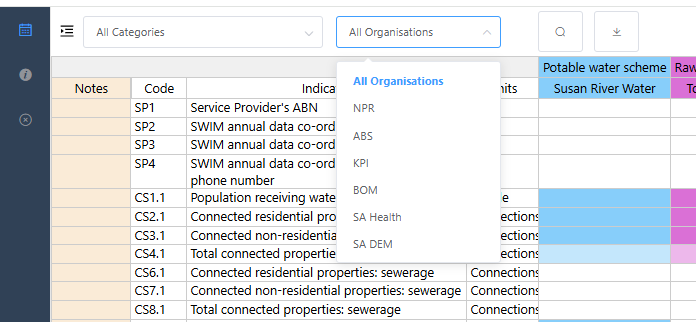 All Categories
All Organisations
All Organisations
NPR
ABS
KPI
BOM
SA Health
SA DEM
Potable water scheme
Raw
Notes
Code
Indica
nits
Susan River Water
To
SP1
Service Provider's ABN
SP2
SWIM annual data co-ord
SP3
SWIM annual data co-ord
SP4
SWIM annual data co-ord
phone number
CS1.1
Population receiving wate
e
CS2.1
Connected residential pro
Connections
CS3.1
Connected non-residential
Connections
CS4.1
Total connected properties
Connections
CS6.1
Connected residential properties: sewerage
Connections
CS7.1
Connected non-residential properties: sewerage
Connections
CS8.1
Total connected properties: sewerage
Connections